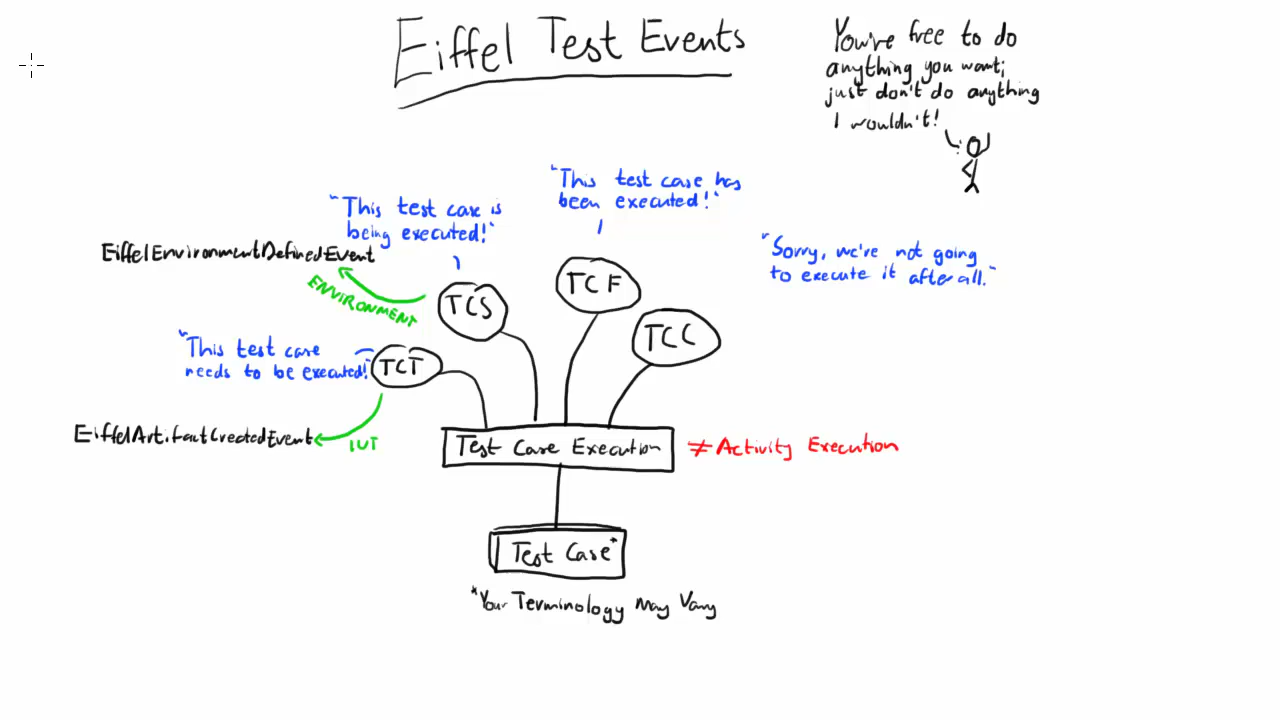 Eiffel Test Events
You're free to do
anything you want;
just don't do anything
I wouldn't!
"This test case has
been executed!"
"This test case is
being executed!"
"Sorry, we're not going
to execute it after all."
EiffelEnvironmentDefinedEvent
ENVIRONMENT
TCS
TCF
TCC
"This test case
needs to be executed!"
TCT
EiffelArtifactCreatedEvent
IUT
Test Case Execution
≠ Activity Execution
Test Case*
*Your Terminology May Vary